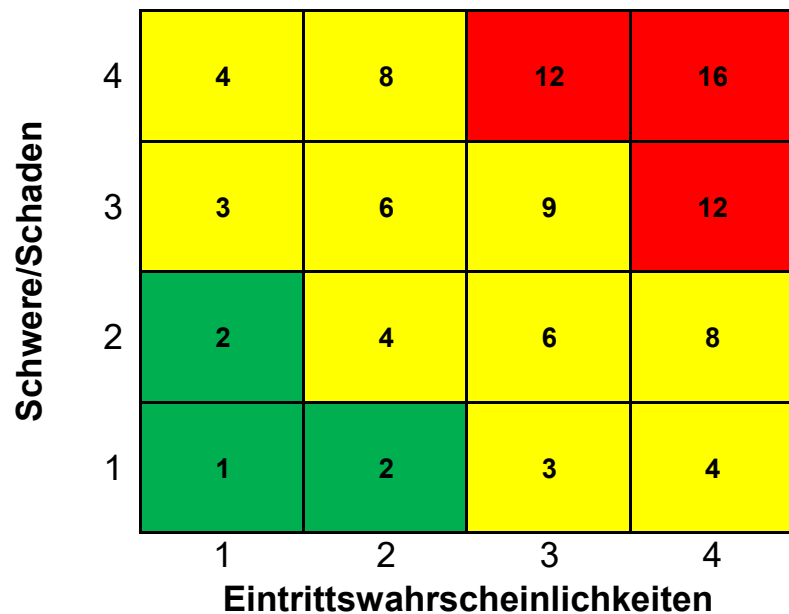 4 4 8 12 16
3 3 6 9 12
2 2 4 6 8
1 1 2 3 4
1 2 3 4
Schwere/Schaden
Eintrittswahrscheinlichkeiten